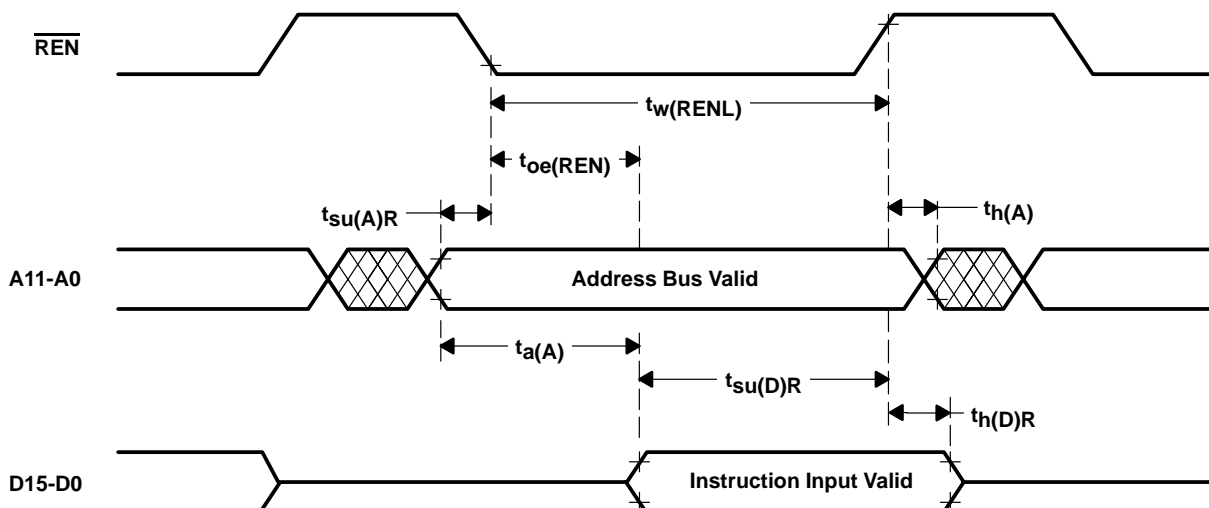 REN
tw(RENL)
toe(REN)
tsu(A)R
th(A)
A11-A0
Address Bus Valid
ta(A)
tsu(D)R
th(D)R
D15-D0
Instruction Input Valid